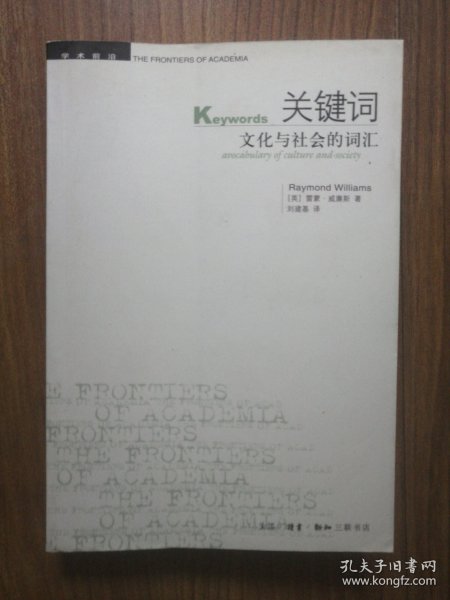 学术前沿 THE FRONTIERS OF ACADEMIA
Keywords 关键词
文化与社会的词汇
avocabulary of culture and society
Raymond Williams
[英] 雷蒙·威廉斯 著
刘建基 译
THE FRONTIERS
OF ACADEMIA
FRONTIERS
THE FRONTIERS
OF ACADEMIA
THE FRONTIERS
OF ACADEMIA
FRONTIERS
生活·读书·新知三联书店
孔夫子旧书网
www.kongfz.com